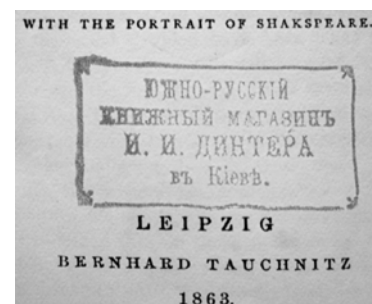 WITH THE PORTRAIT OF SHAKSPEARE.
ЮЖНО-РУССКІЙ
КНИЖНЫЙ МАГАЗИНЪ
И. И. ДИНТЕРА
въ Кіевѣ.
LEIPZIG
BERNHARD TAUCHNITZ
1863.